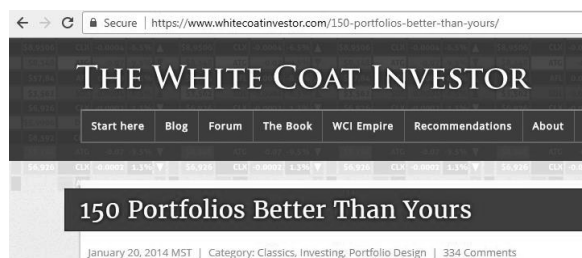 Secure | https://www.whitecoatinvestor.com/150-portfolios-better-than-yours/
THE WHITE COAT INVESTOR
Start here Blog Forum The Book WCI Empire Recommendations About
150 Portfolios Better Than Yours
January 20, 2014 MST | Category: Classics, Investing, Portfolio Design | 334 Comments